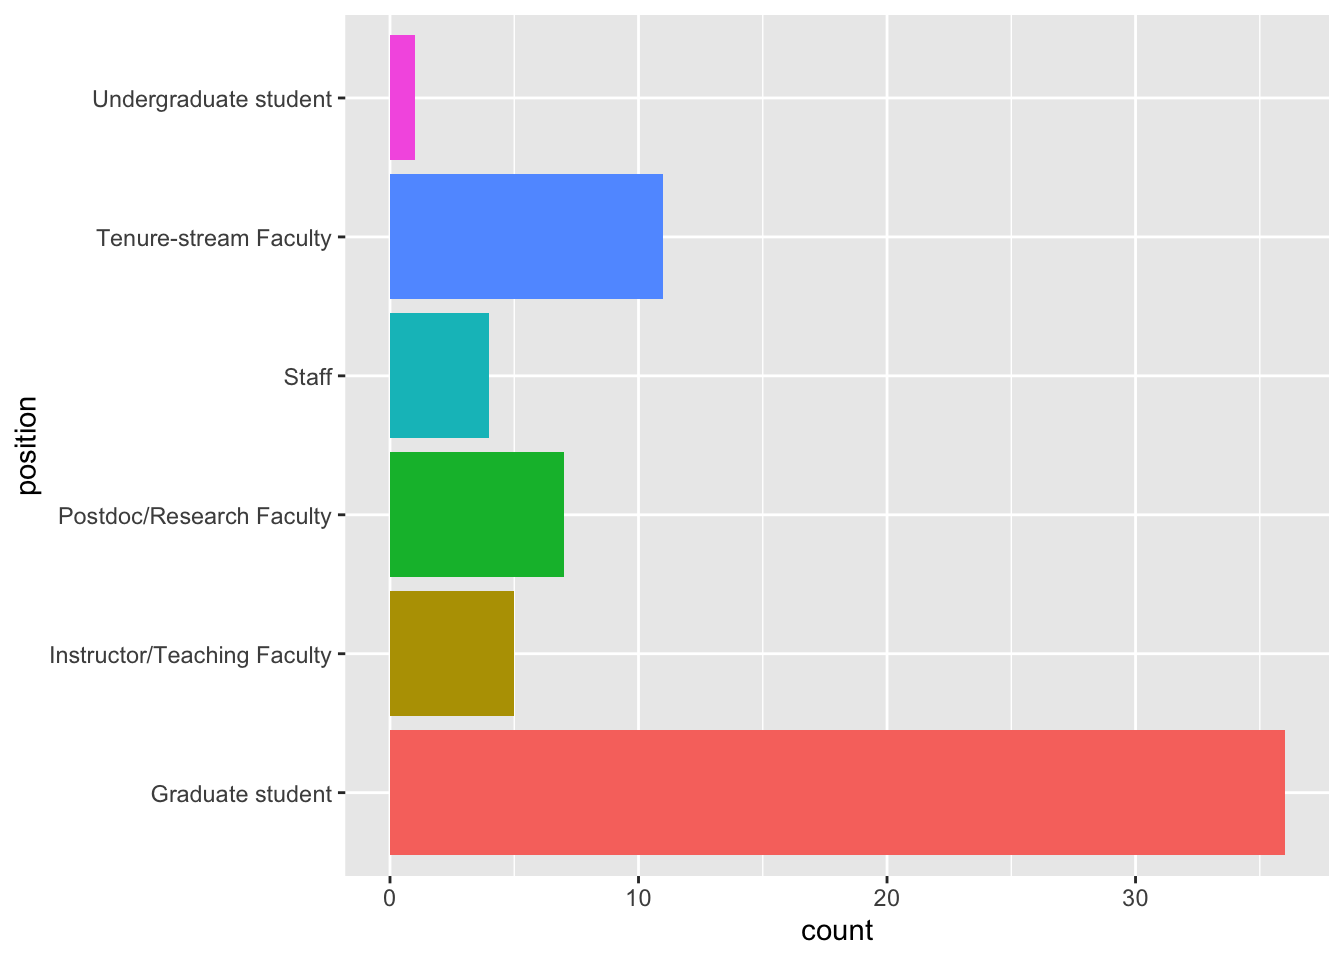 Undergraduate student
Tenure-stream Faculty
Staff
Postdoc/Research Faculty
Instructor/Teaching Faculty
Graduate student
position
0 10 20 30
count